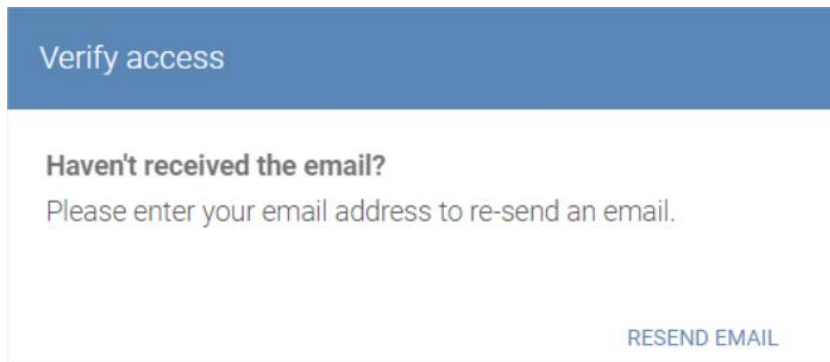 Verify access
Haven't received the email?
Please enter your email address to re-send an email.
RESEND EMAIL